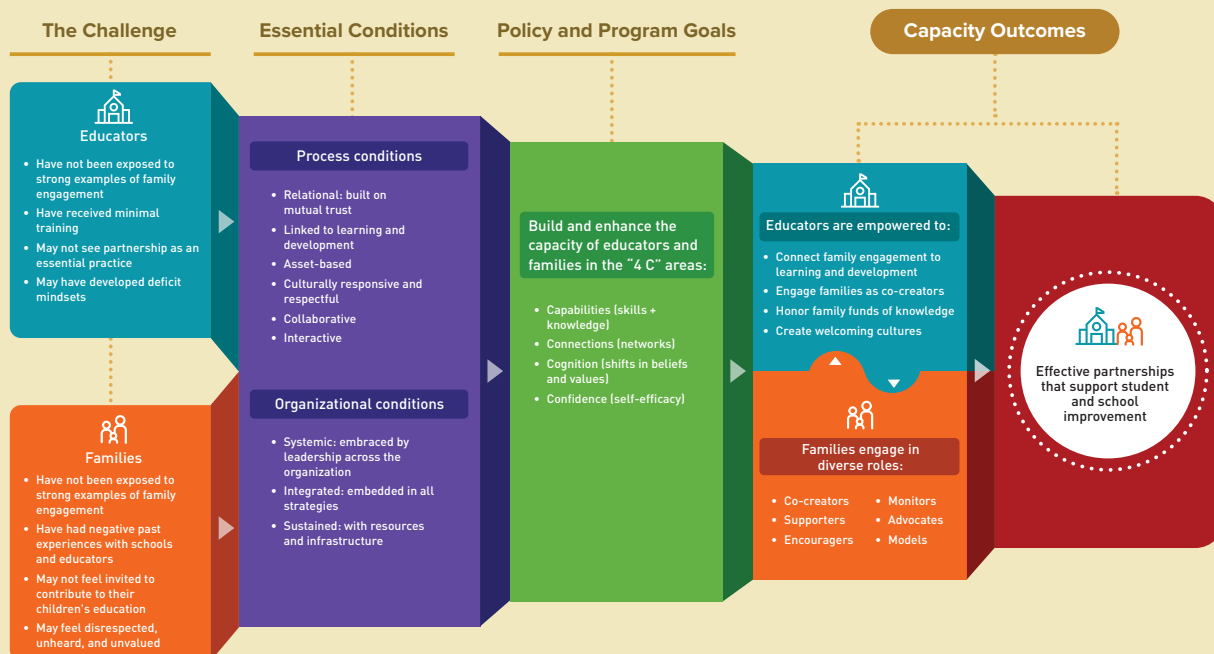 The Challenge
Essential Conditions
Policy and Program Goals
Capacity Outcomes
Educators
• Have not been exposed to
strong examples of family
engagement
• Have received minimal
training
• May not see partnership as an
essential practice
• May have developed deficit
mindsets
Families
• Have not been exposed to
strong examples of family
engagement
• Have had negative past
experiences with schools
and educators
• May not feel invited to
contribute to their
children's education
• May feel disrespected,
unheard, and unvalued
Process conditions
• Relational: built on
mutual trust
• Linked to learning and
development
• Asset-based
• Culturally responsive and
respectful
• Collaborative
• Interactive
Organizational conditions
• Systemic: embraced by
leadership across the
organization
• Integrated: embedded in all
strategies
• Sustained: with resources
and infrastructure
Build and enhance the
capacity of educators and
families in the "4 C" areas:
• Capabilities (skills +
knowledge)
• Connections (networks)
• Cognition (shifts in beliefs
and values)
• Confidence (self-efficacy)
Educators are empowered to:
• Connect family engagement to
learning and development
• Engage families as co-creators
• Honor family funds of knowledge
• Create welcoming cultures
Families engage in
diverse roles:
• Co-creators
• Supporters
• Encouragers
• Monitors
• Advocates
• Models
Effective partnerships
that support student
and school
improvement